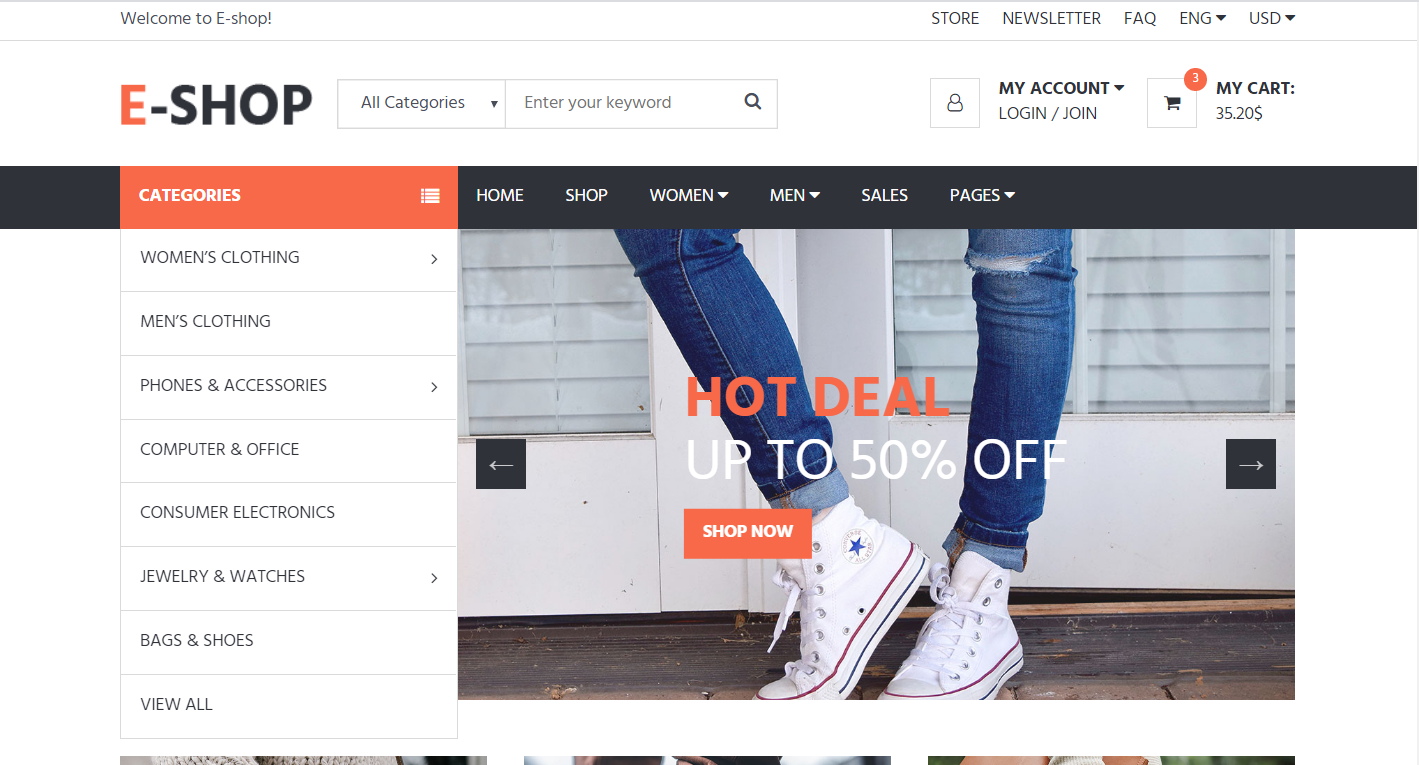 Welcome to E-shop!
STORE NEWSLETTER FAQ ENG USD
E-SHOP
All Categories
Enter your keyword
MY ACCOUNT
LOGIN / JOIN
3
MY CART:
35.20$
CATEGORIES
HOME SHOP WOMEN MEN SALES PAGES
WOMEN’S CLOTHING
MEN’S CLOTHING
PHONES & ACCESSORIES
COMPUTER & OFFICE
CONSUMER ELECTRONICS
JEWELRY & WATCHES
BAGS & SHOES
VIEW ALL
HOT DEAL
UP TO 50% OFF
SHOP NOW